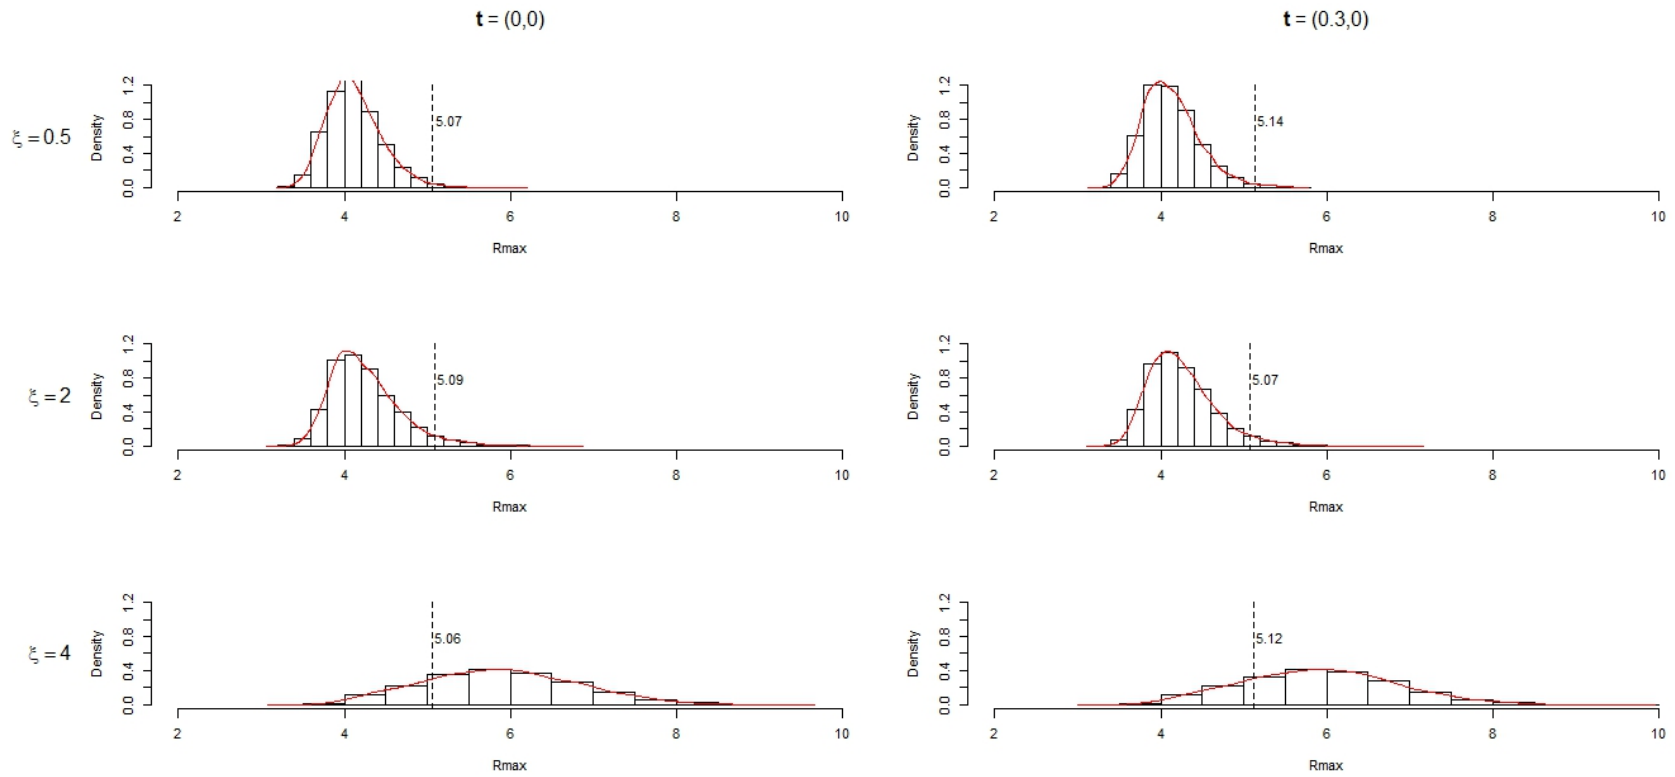 t = (0,0)
t = (0.3,0)
ξ = 0.5
Density
0.0 0.4 0.8 1.2
5.07
2 4 6 8 10
Rmax
Density
0.0 0.4 0.8 1.2
5.14
2 4 6 8 10
Rmax
ξ = 2
Density
0.0 0.4 0.8 1.2
5.09
2 4 6 8 10
Rmax
Density
0.0 0.4 0.8 1.2
5.07
2 4 6 8 10
Rmax
ξ = 4
Density
0.0 0.4 0.8 1.2
5.06
2 4 6 8 10
Rmax
Density
0.0 0.4 0.8 1.2
5.12
2 4 6 8 10
Rmax